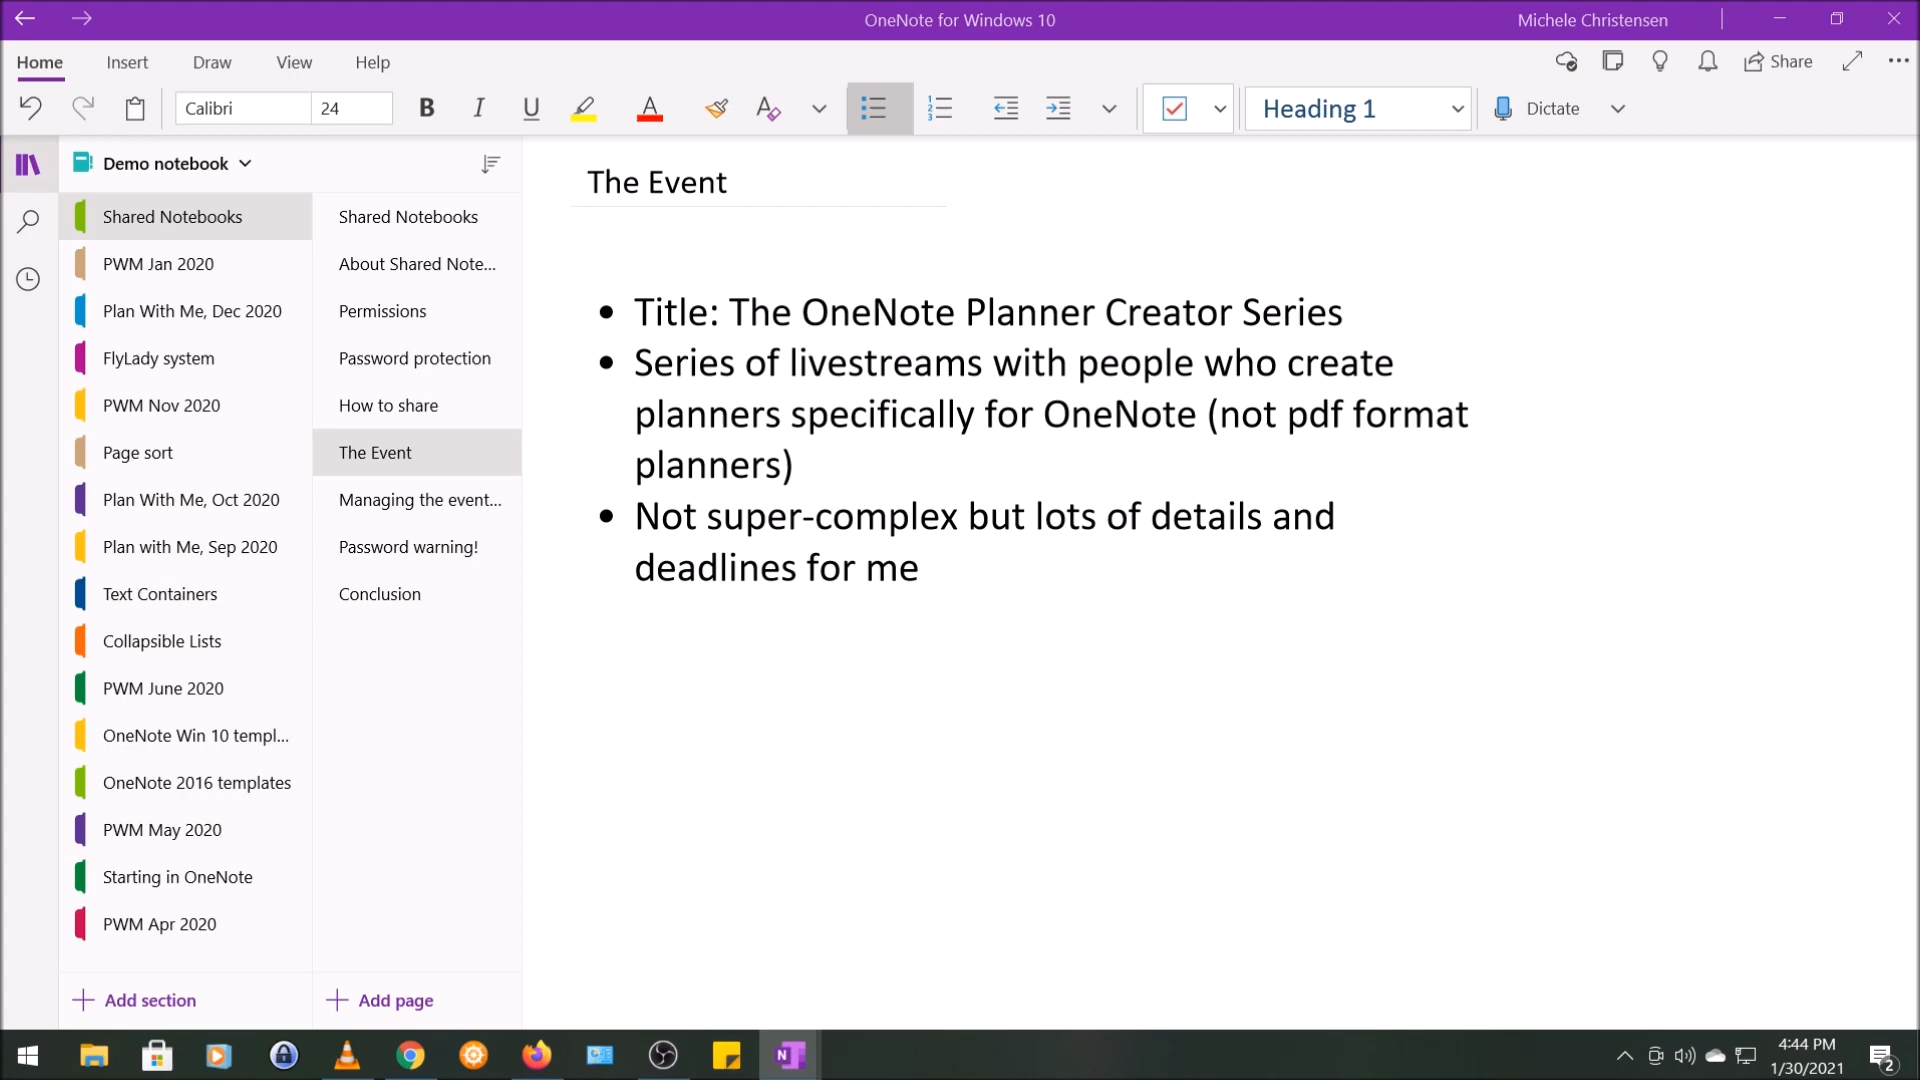 OneNote for Windows 10
Michele Christensen
Home
Insert
Draw
View
Help
Share
Calibri
24
B
I
U
A
A
Heading 1
Dictate
Demo notebook
Shared Notebooks
PWM Jan 2020
Plan With Me, Dec 2020
FlyLady system
PWM Nov 2020
Page sort
Plan With Me, Oct 2020
Plan with Me, Sep 2020
Text Containers
Collapsible Lists
PWM June 2020
OneNote Win 10 templ...
OneNote 2016 templates
PWM May 2020
Starting in OneNote
PWM Apr 2020
Add section
Shared Notebooks
About Shared Note...
Permissions
Password protection
How to share
The Event
Managing the event...
Password warning!
Conclusion
Add page
The Event
• Title: The OneNote Planner Creator Series
• Series of livestreams with people who create
planners specifically for OneNote (not pdf format
planners)
• Not super-complex but lots of details and
deadlines for me
N
4:44 PM
1/30/2021
2